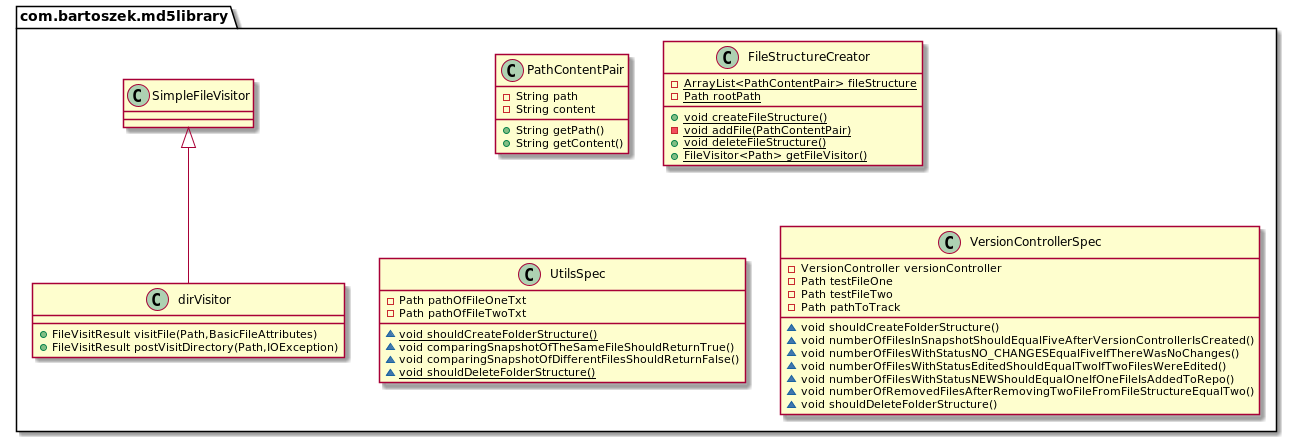 com.bartoszek.md5library
C SimpleFileVisitor
C PathContentPair
String path
String content
String getPath()
String getContent()
C FileStructureCreator
ArrayList<PathContentPair> fileStructure
Path rootPath
void createFileStructure()
void addFile(PathContentPair)
void deleteFileStructure()
FileVisitor<Path> getFileVisitor()
C dirVisitor
FileVisitResult visitFile(Path,BasicFileAttributes)
FileVisitResult postVisitDirectory(Path,IOException)
C UtilsSpec
Path pathOfFileOneTxt
Path pathOfFileTwoTxt
void shouldCreateFolderStructure()
void comparingSnapshotOfTheSameFileShouldReturnTrue()
void comparingSnapshotOfDifferentFilesShouldReturnFalse()
void shouldDeleteFolderStructure()
C VersionControllerSpec
VersionController versionController
Path testFileOne
Path testFileTwo
Path pathToTrack
void shouldCreateFolderStructure()
void numberOfFilesInSnapshotShouldEqualFiveAfterVersionControllerIsCreated()
void numberOfFilesWithStatusNO_CHANGESEqualFiveIfThereWasNoChanges()
void numberOfFilesWithStatusEditedShouldEqualTwoIfTwoFilesWereEdited()
void numberOfFilesWithStatusNEWShouldEqualOneIfOneFileIsAddedToRepo()
void numberOfRemovedFilesAfterRemovingTwoFileFromFileStructureEqualTwo()
void shouldDeleteFolderStructure()